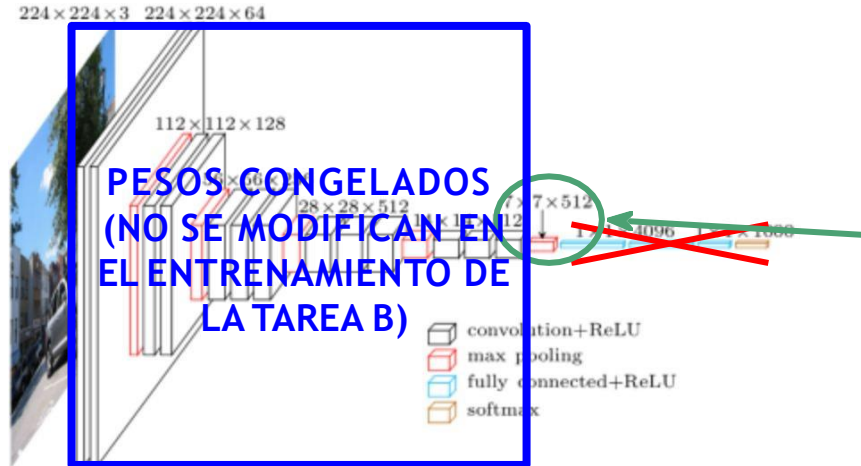 224×224×3 224×224×64
112×112×128
PESOS CONGELADOS
28×28×512
7×7×512
(NO SE MODIFICAN EN
EL ENTRENAMIENTO DE
LA TAREA B)
convolution+ReLU
max pooling
fully connected+ReLU
softmax